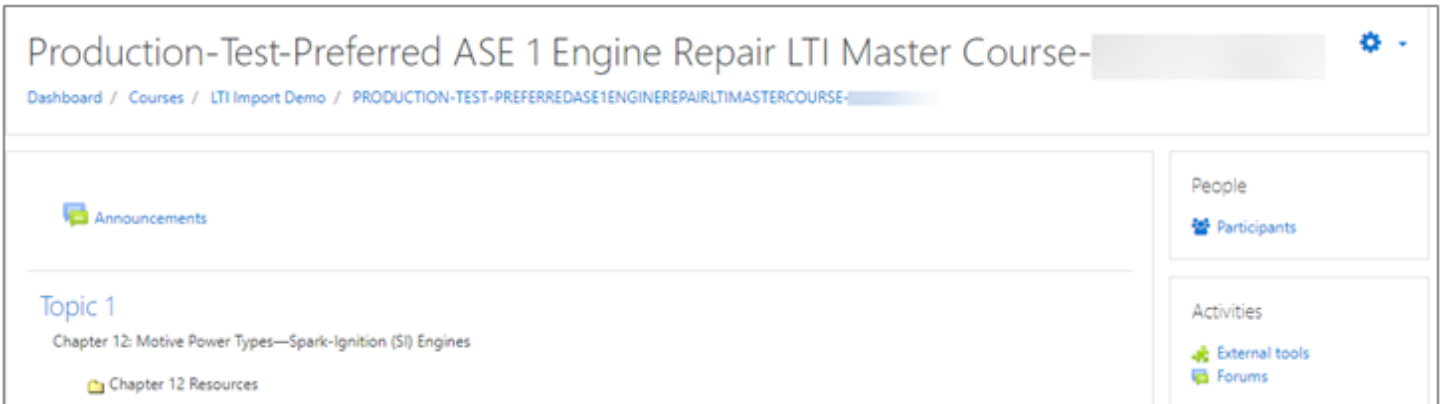 Production-Test-Preferred ASE 1 Engine Repair LTI Master Course-
Dashboard / Courses / LTI Import Demo / PRODUCTION-TEST-PREFERREDASE1ENGINEREPAIRLTIMASTERCOURSE-
Announcements
Topic 1
Chapter 12: Motive Power Types—Spark-Ignition (SI) Engines
Chapter 12 Resources
People
Participants
Activities
External tools
Forums